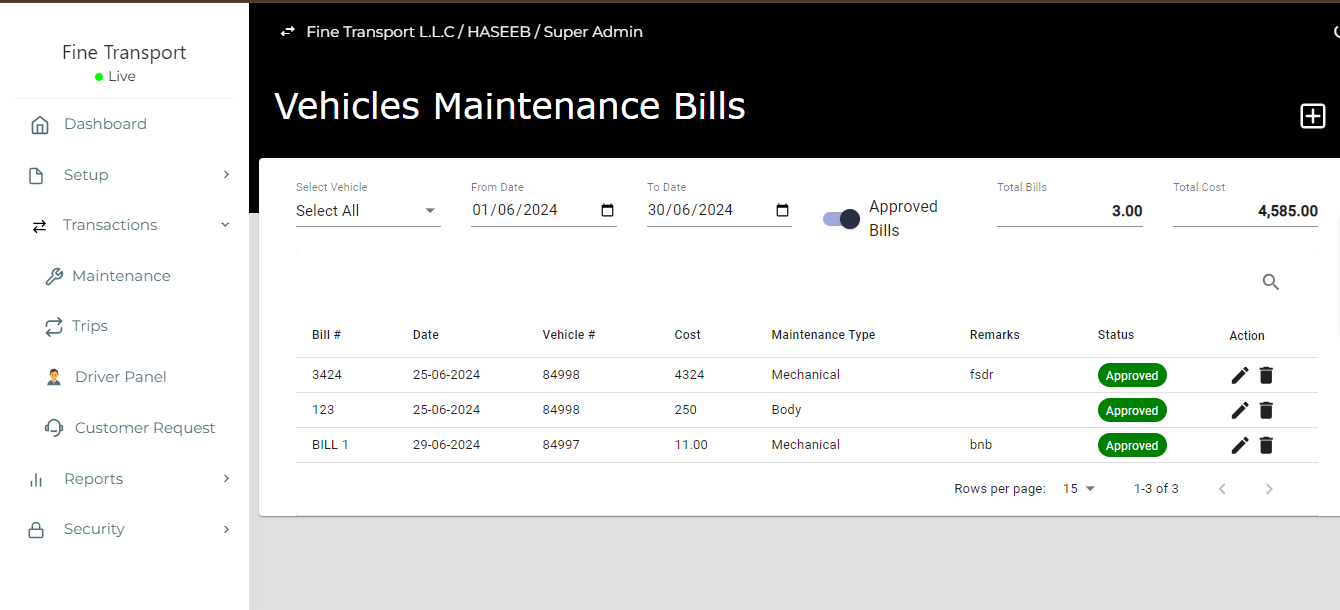 Fine Transport
Live
Dashboard
Setup
Transactions
Maintenance
Trips
Driver Panel
Customer Request
Reports
Security
Fine Transport L.L.C / HASEEB / Super Admin
Vehicles Maintenance Bills
Select Vehicle From Date To Date Total Bills Total Cost
Select All 01/06/2024 30/06/2024 Approved Bills 3.00 4,585.00
Bill # Date Vehicle # Cost Maintenance Type Remarks Status Action
3424 25-06-2024 84998 4324 Mechanical fsdr Approved
123 25-06-2024 84998 250 Body Approved
BILL 1 29-06-2024 84997 11.00 Mechanical bnb Approved
Rows per page: 15 1-3 of 3